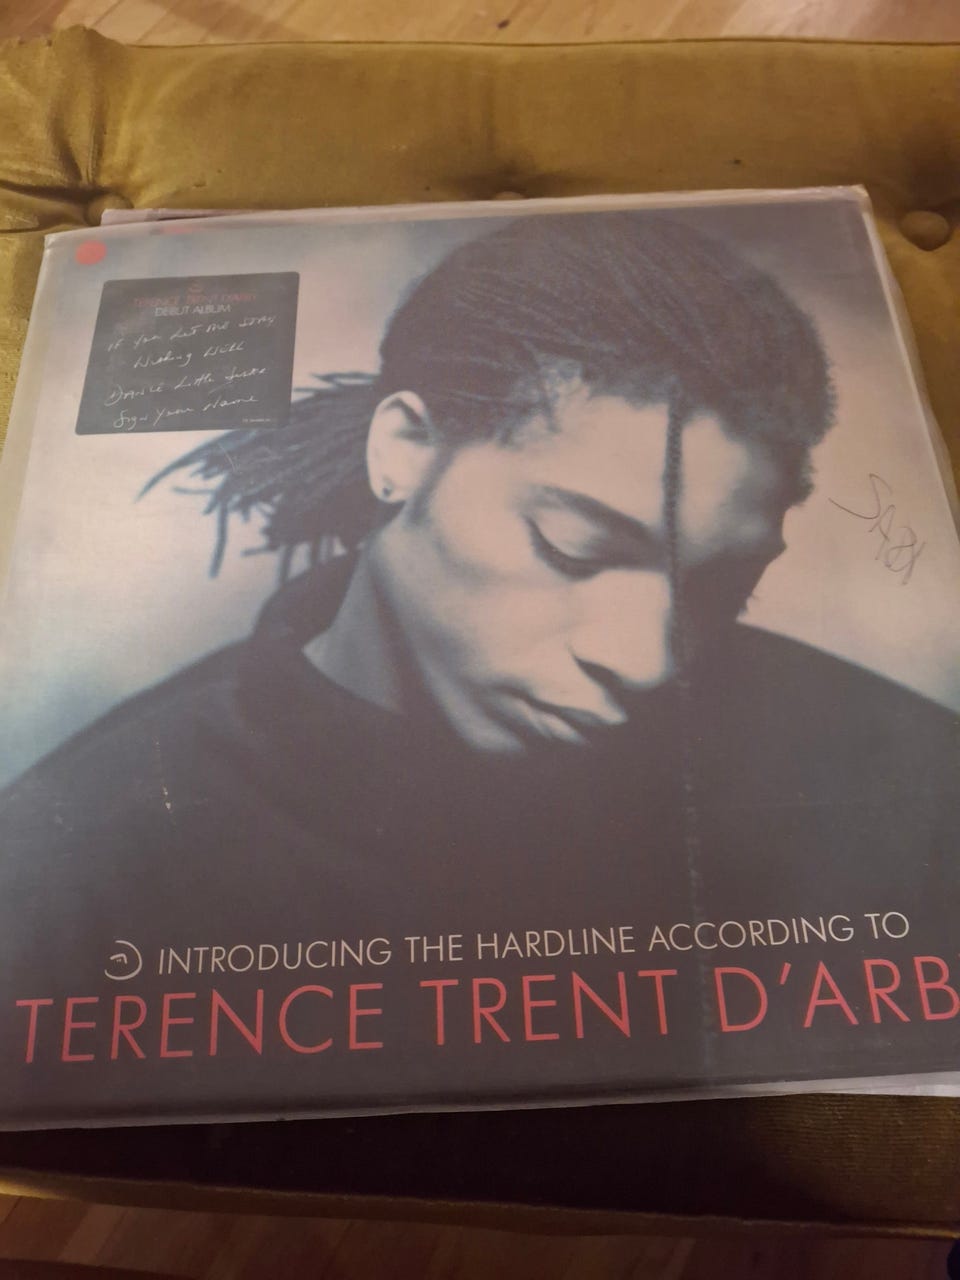 TERENCE TRENT D'ARBY
DEBUT ALBUM
If You Let Me Stay
Wishing Well
Dance Little Sister
Sign Your Name
INTRODUCING THE HARDLINE ACCORDING TO
TERENCE TRENT D'ARB